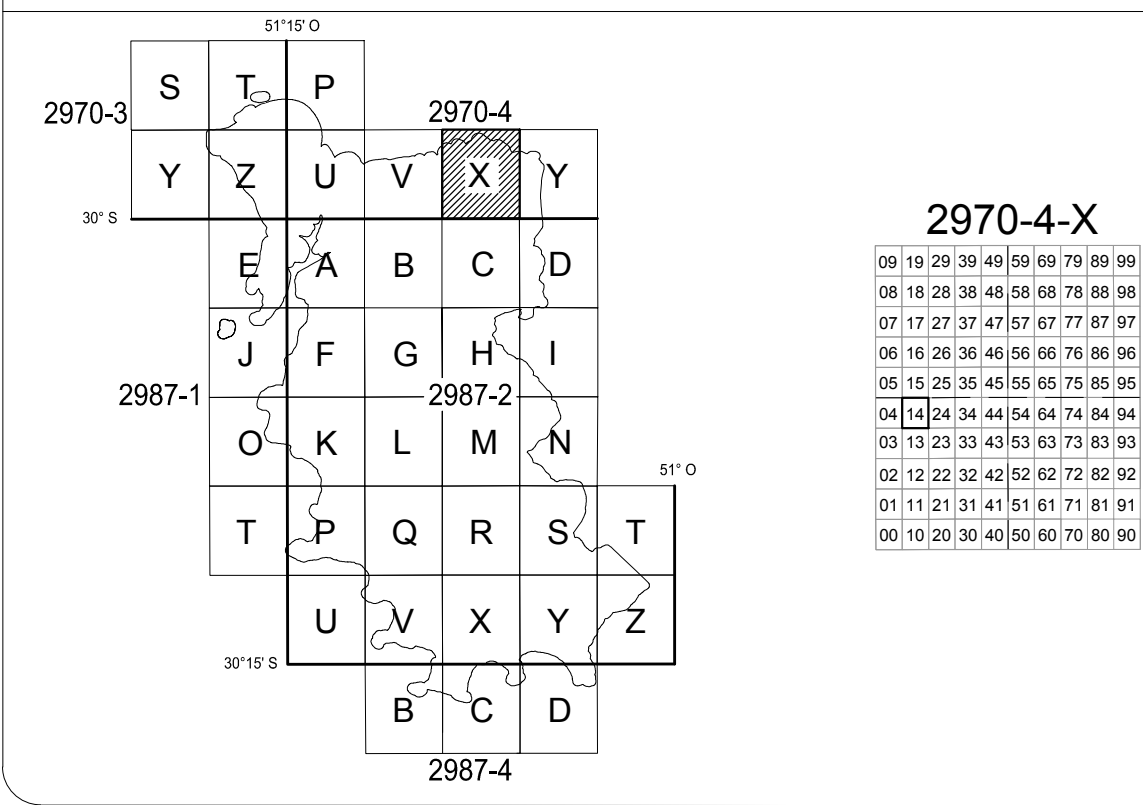 51°15' O
S T P
2970-3
2970-4
Y Z U V X Y
30° S
E A B C D
J F G H I
2987-1
2987-2
O K L M N
51° O
T P Q R S T
U V X Y Z
30°15' S
B C D
2987-4
2970-4-X
09 19 29 39 49 59 69 79 89 99
08 18 28 38 48 58 68 78 88 98
07 17 27 37 47 57 67 77 87 97
06 16 26 36 46 56 66 76 86 96
05 15 25 35 45 55 65 75 85 95
04 14 24 34 44 54 64 74 84 94
03 13 23 33 43 53 63 73 83 93
02 12 22 32 42 52 62 72 82 92
01 11 21 31 41 51 61 71 81 91
00 10 20 30 40 50 60 70 80 90